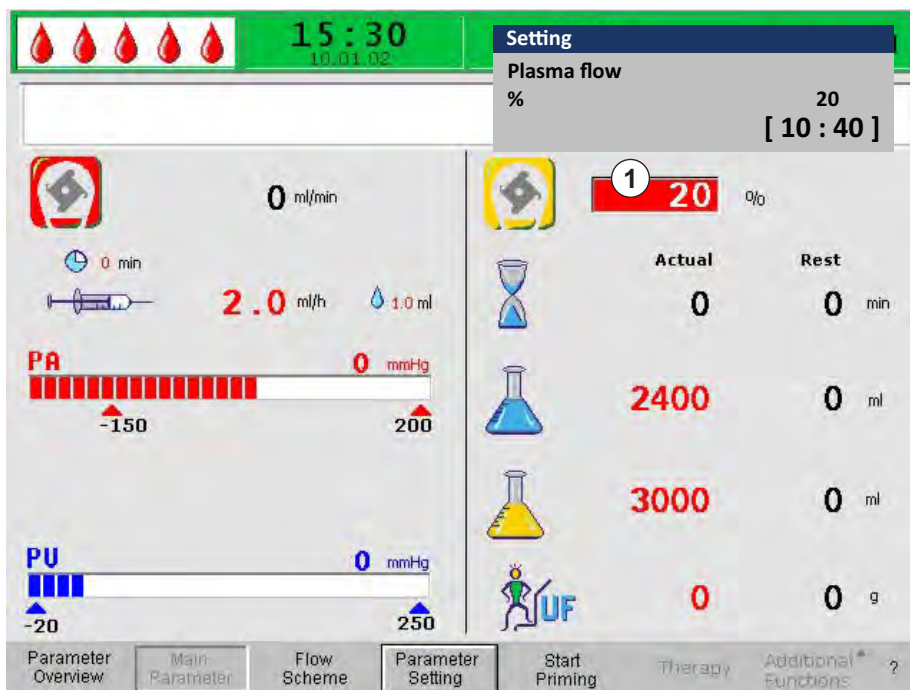 15:30
10.01.02
Setting
Plasma flow
% 20
[ 10 : 40 ]
0 ml/min
1
20 %
0 min
2.0 ml/h 1.0 ml
Actual Rest
0 0 min
PA 0 mmHg
-150 200
2400 0 ml
3000 0 ml
PV 0 mmHg
-20 250
UF 0 0 g
Parameter Overview
Main Parameter
Flow Scheme
Parameter Setting
Start Priming
Therapy
Additional Functions
?